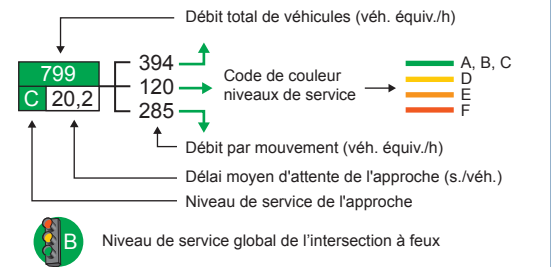 Débit total de véhicules (véh. équiv./h)
799
C 20,2
394
120
285
Code de couleur
niveaux de service
A, B, C
D
E
F
Débit par mouvement (véh. équiv./h)
Délai moyen d'attente de l'approche (s./véh.)
Niveau de service de l'approche
B
Niveau de service global de l'intersection à feux